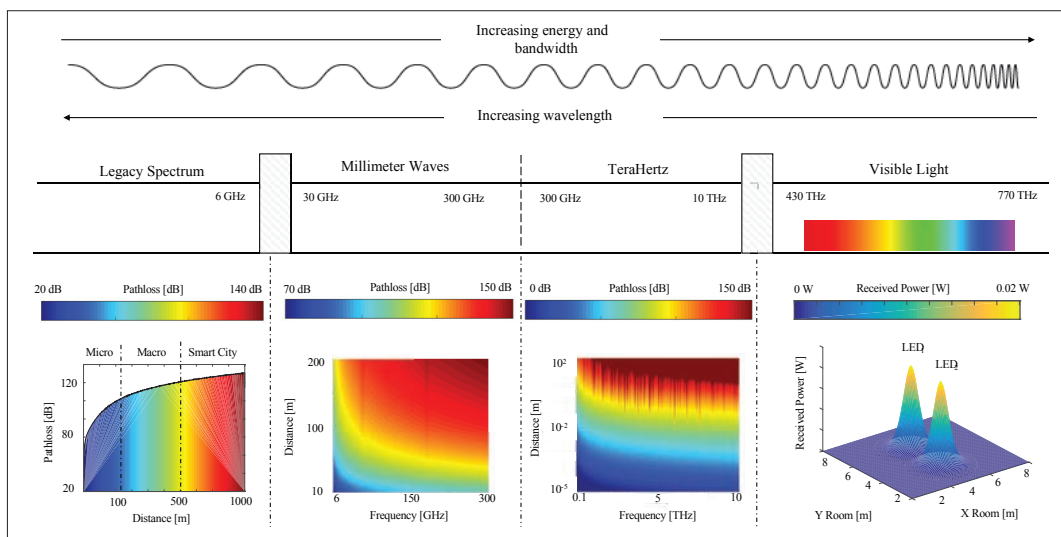 Increasing energy and
bandwidth
Increasing wavelength
Legacy Spectrum
Millimeter Waves
TeraHertz
Visible Light
6 GHz
30 GHz
300 GHz
300 GHz
10 THz
430 THz
770 THz
20 dB
Pathloss [dB]
140 dB
70 dB
Pathloss [dB]
150 dB
0 dB
Pathloss [dB]
150 dB
0 W
Received Power [W]
0.02 W
Micro
Macro
Smart City
120
80
20
Pathloss [dB]
100
500
1000
Distance [m]
200
100
10
Distance [m]
6
150
300
Frequency [GHz]
10²
10⁻²
10⁻⁵
Distance [m]
0.1
5
10
Frequency [THz]
LED
LED
Received Power [W]
8
6
4
2
Y Room [m]
2
4
6
8
X Room [m]